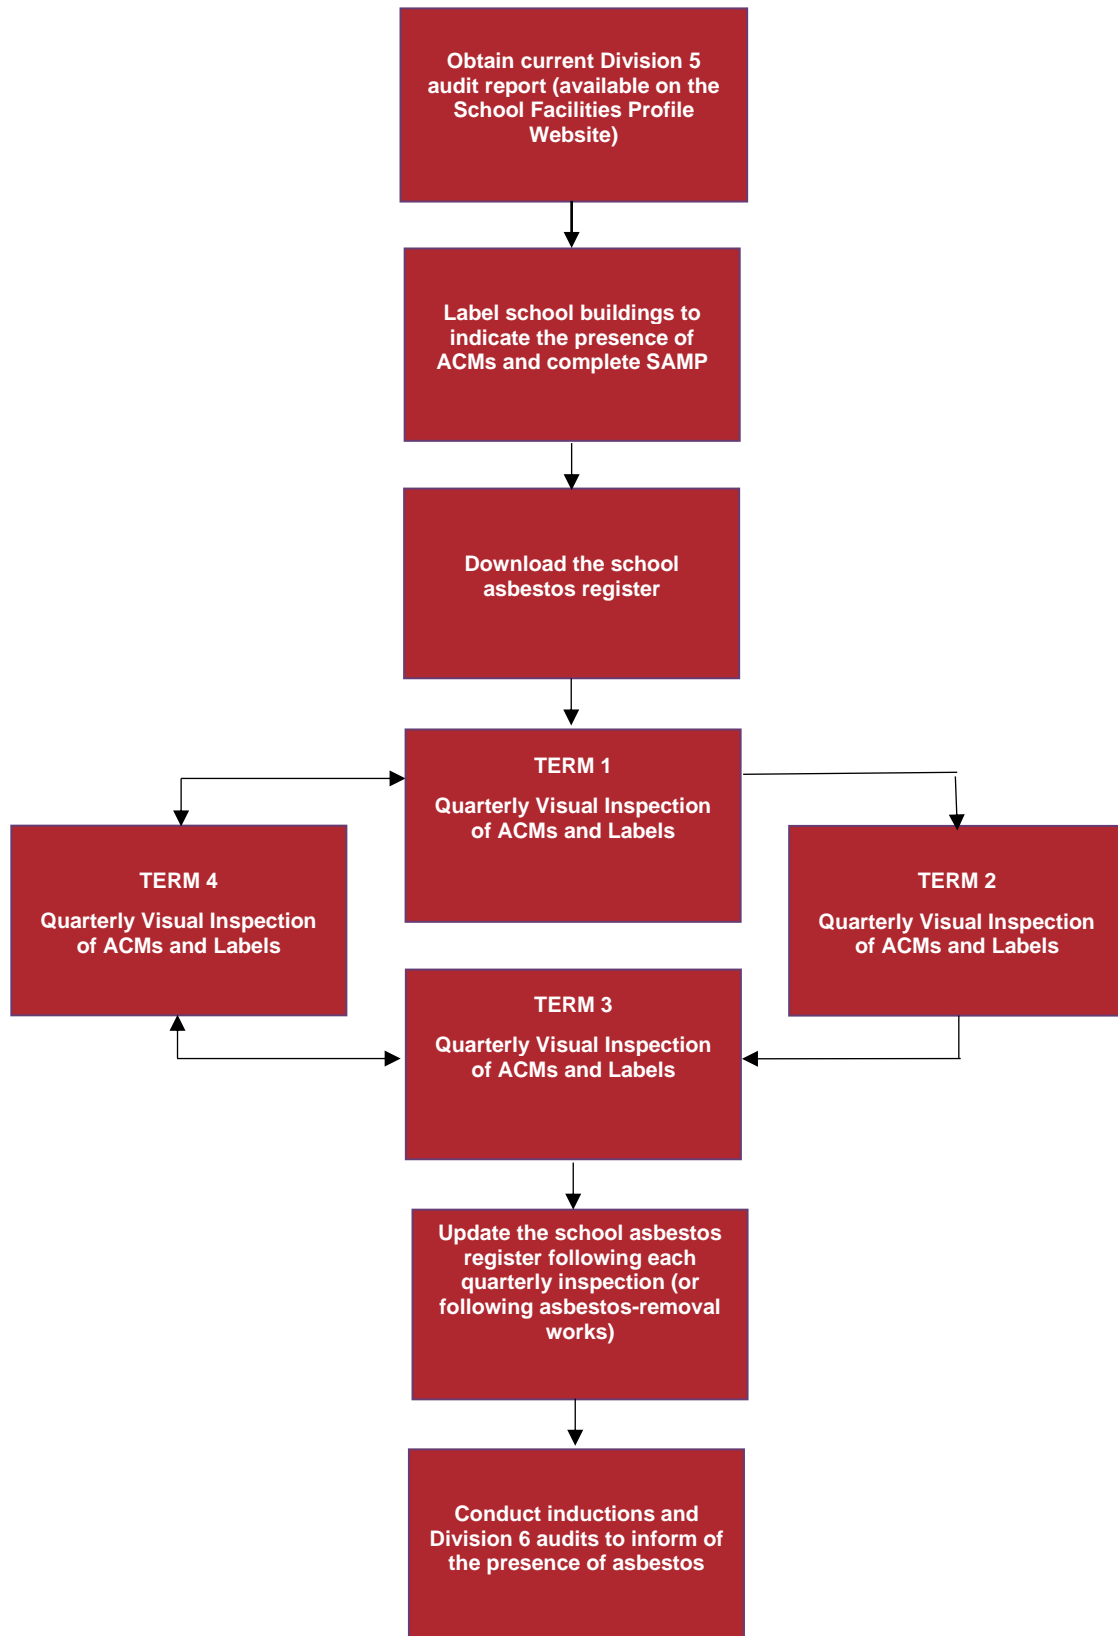 Obtain current Division 5
audit report (available on the
School Facilities Profile
Website)
Label school buildings to
indicate the presence of
ACMs and complete SAMP
Download the school
asbestos register
TERM 1
Quarterly Visual Inspection
of ACMs and Labels
TERM 4
Quarterly Visual Inspection
of ACMs and Labels
TERM 2
Quarterly Visual Inspection
of ACMs and Labels
TERM 3
Quarterly Visual Inspection
of ACMs and Labels
Update the school asbestos
register following each
quarterly inspection (or
following asbestos-removal
works)
Conduct inductions and
Division 6 audits to inform of
the presence of asbestos